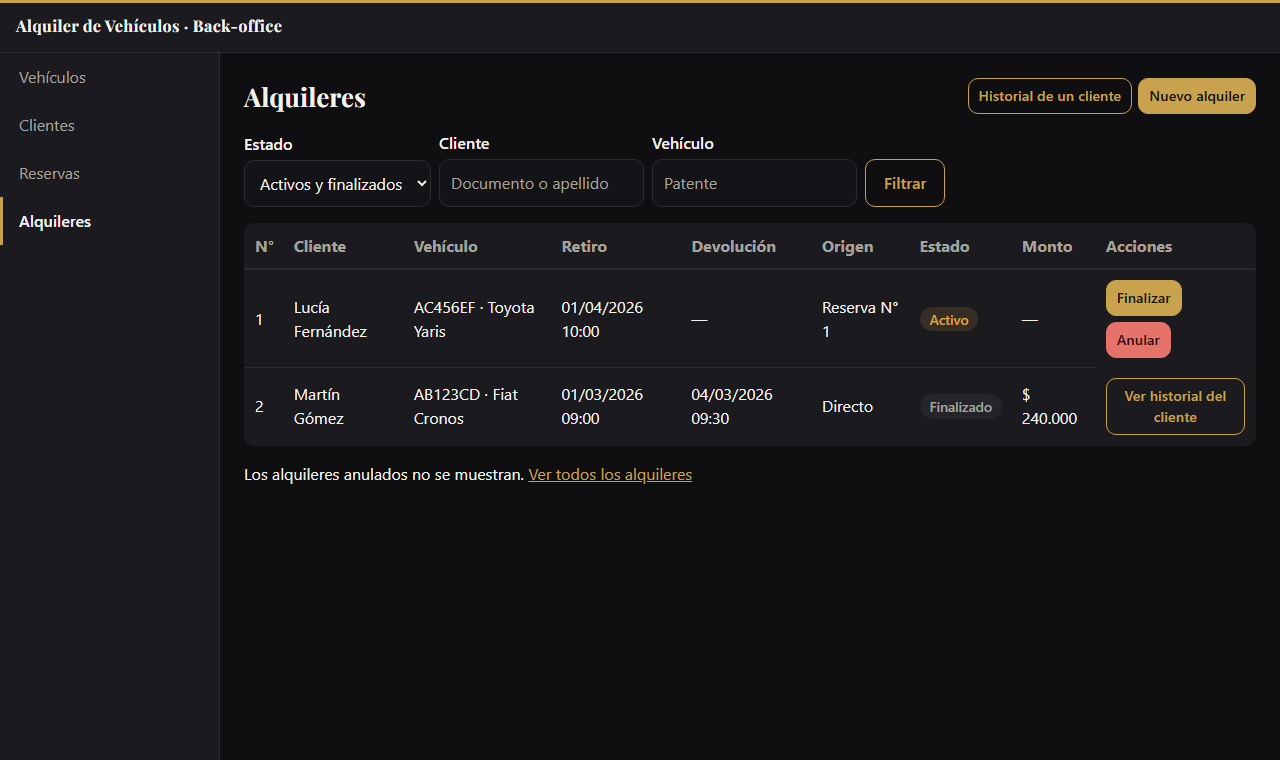 Alquiler de Vehículos · Back-office
Vehículos
Clientes
Reservas
Alquileres
Alquileres
Historial de un cliente
Nuevo alquiler
Estado
Cliente
Vehículo
Activos y finalizados
Documento o apellido
Patente
Filtrar
N° Cliente Vehículo Retiro Devolución Origen Estado Monto Acciones
1
Lucía
Fernández
AC456EF · Toyota
Yaris
01/04/2026
10:00
—
Reserva N°
1
Activo
—
Finalizar
Anular
2
Martín
Gómez
AB123CD · Fiat
Cronos
01/03/2026
09:00
04/03/2026
09:30
Directo
Finalizado
$
240.000
Ver historial del
cliente
Los alquileres anulados no se muestran. Ver todos los alquileres